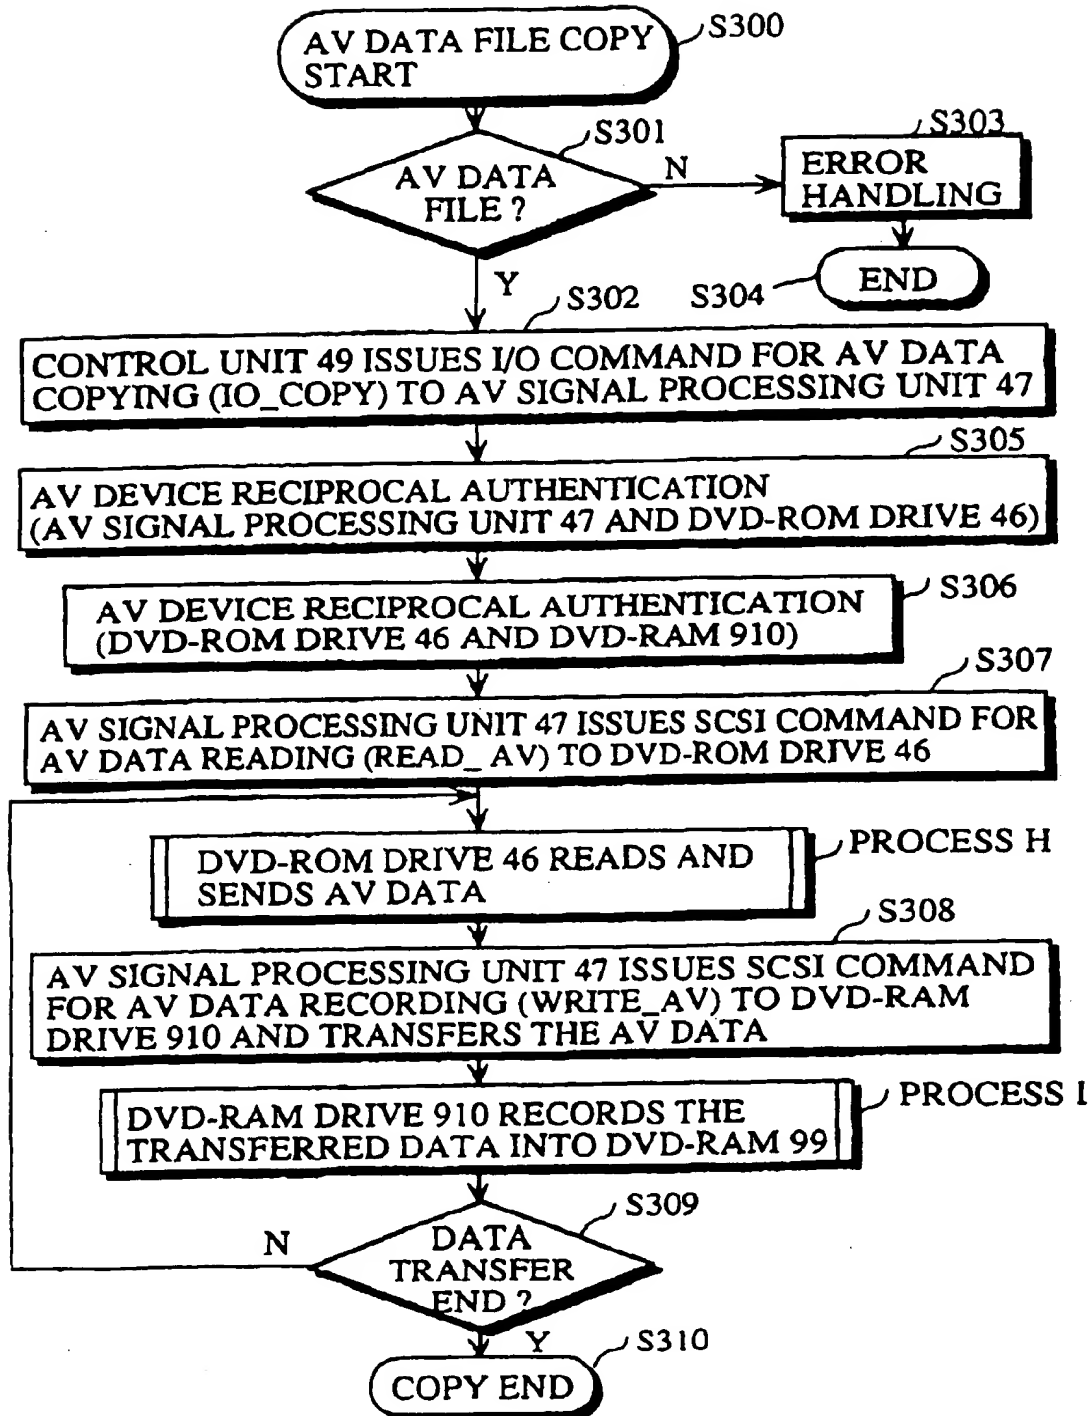 AV DATA FILE COPY
START
S300
S301
AV DATA
FILE ?
N
S303
ERROR
HANDLING
Y
S304
END
S302
CONTROL UNIT 49 ISSUES I/O COMMAND FOR AV DATA
COPYING (IO_COPY) TO AV SIGNAL PROCESSING UNIT 47
S305
AV DEVICE RECIPROCAL AUTHENTICATION
(AV SIGNAL PROCESSING UNIT 47 AND DVD-ROM DRIVE 46)
S306
AV DEVICE RECIPROCAL AUTHENTICATION
(DVD-ROM DRIVE 46 AND DVD-RAM 910)
S307
AV SIGNAL PROCESSING UNIT 47 ISSUES SCSI COMMAND FOR
AV DATA READING (READ_ AV) TO DVD-ROM DRIVE 46
PROCESS H
DVD-ROM DRIVE 46 READS AND
SENDS AV DATA
S308
AV SIGNAL PROCESSING UNIT 47 ISSUES SCSI COMMAND
FOR AV DATA RECORDING (WRITE_AV) TO DVD-RAM
DRIVE 910 AND TRANSFERS THE AV DATA
PROCESS I
DVD-RAM DRIVE 910 RECORDS THE
TRANSFERRED DATA INTO DVD-RAM 99
S309
N
DATA
TRANSFER
END ?
Y
S310
COPY END